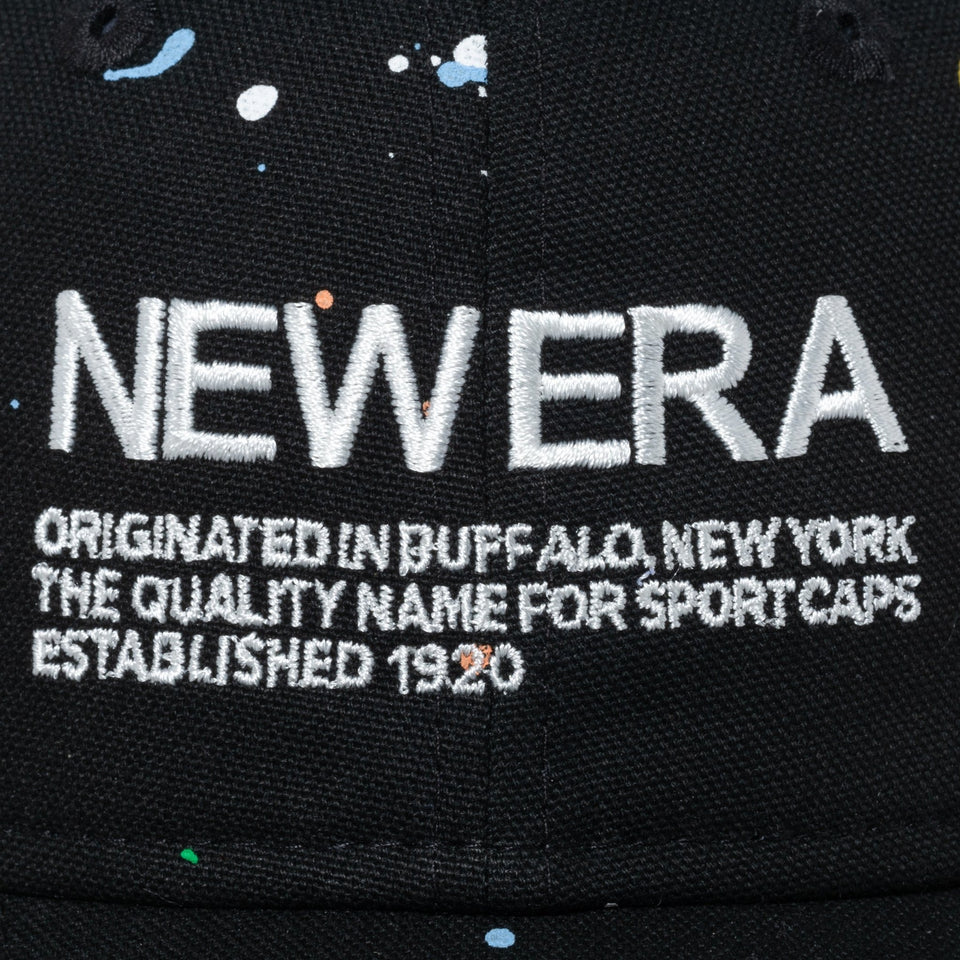 NEW ERA
ORIGINATED IN BUFFALO, NEW YORK
THE QUALITY NAME FOR SPORT CAPS
ESTABLISHED 1920